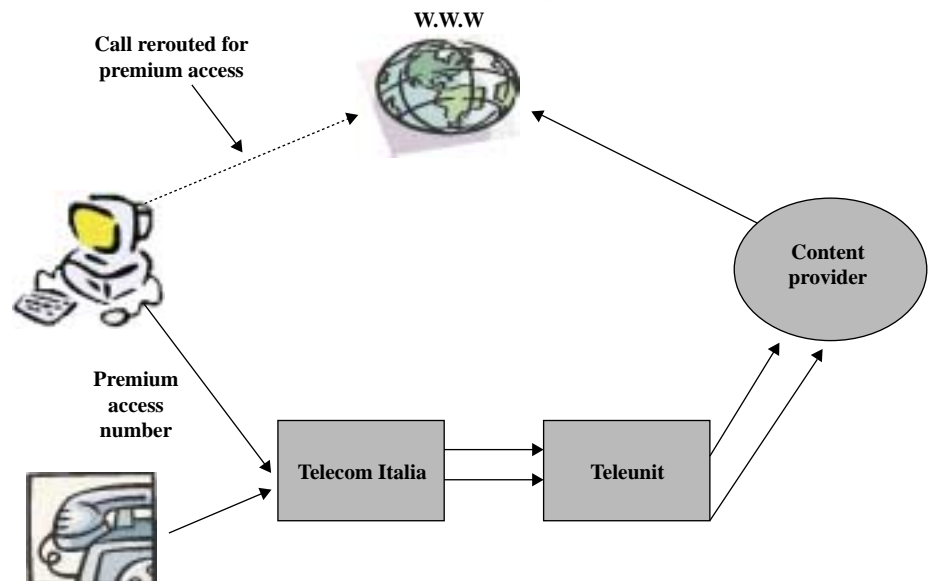 W.W.W
Call rerouted for
premium access
Content
provider
Premium
access
number
Telecom Italia
Teleunit